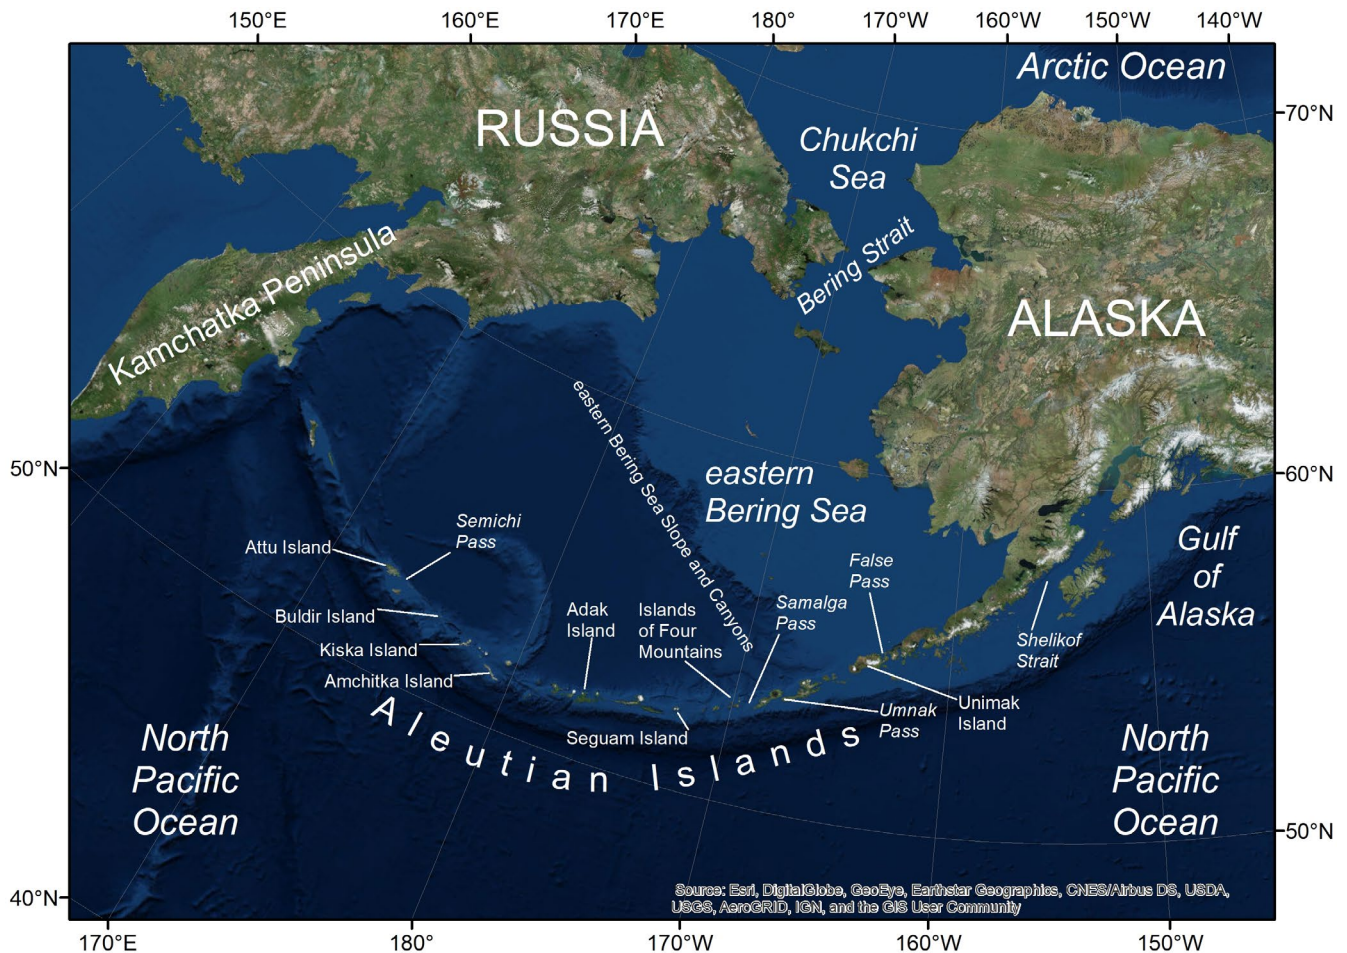 150°E 160°E 170°E 180° 170°W 160°W 150°W 140°W
Arctic Ocean
70°N
RUSSIA
Chukchi
Sea
Bering Strait
Kamchatka Peninsula
ALASKA
50°N
60°N
eastern Bering Sea Slope and Canyons
eastern
Bering Sea
Gulf
of
Alaska
Semichi
Pass
Attu Island
False
Pass
Buldir Island
Adak
Island
Islands
of Four
Mountains
Samalga
Pass
Shelikof
Strait
Kiska Island
Amchitka Island
Seguam Island
Umnak
Pass
Unimak
Island
Aleutian Islands
North
Pacific
Ocean
North
Pacific
Ocean
50°N
40°N
Source: Esri, DigitalGlobe, GeoEye, Earthstar Geographics, CNES/Airbus DS, USDA,
USGS, AeroGRID, IGN, and the GIS User Community
170°E 180° 170°W 160°W 150°W